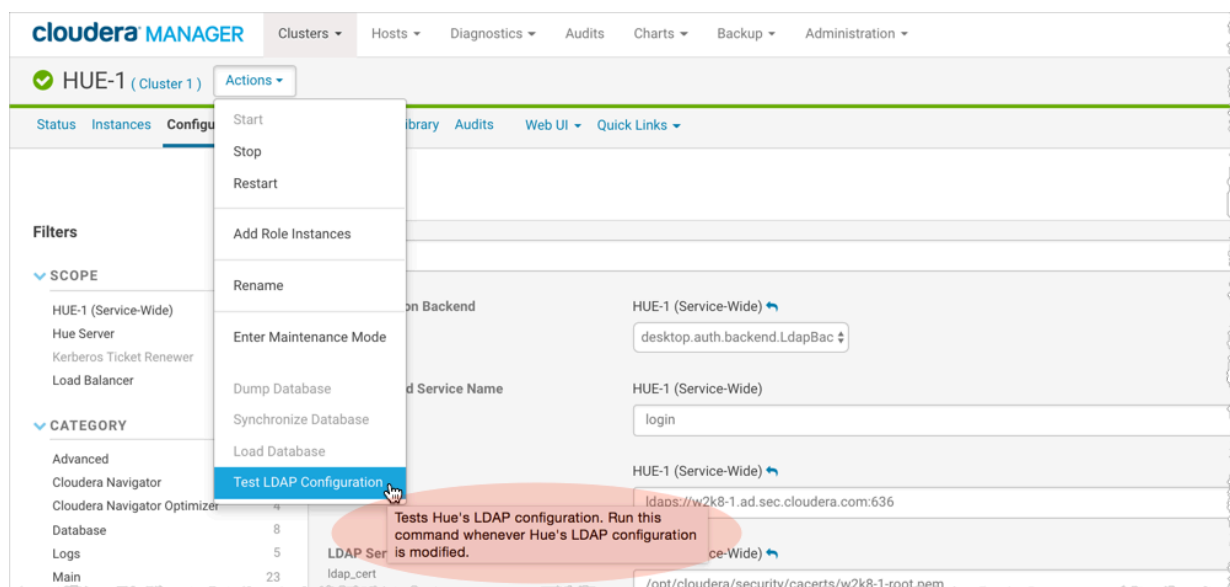 cloudera MANAGER Clusters Hosts Diagnostics Audits Charts Backup Administration
HUE-1 ( Cluster 1 ) Actions
Status Instances Configu ibrary Audits Web UI Quick Links
Start
Stop
Restart
Add Role Instances
Rename
Enter Maintenance Mode
Dump Database
Synchronize Database
Load Database
Test LDAP Configuration
Tests Hue's LDAP configuration. Run this
command whenever Hue's LDAP configuration
is modified.
Filters
SCOPE
HUE-1 (Service-Wide)
Hue Server
Kerberos Ticket Renewer
Load Balancer
CATEGORY
Advanced
Cloudera Navigator
Cloudera Navigator Optimizer 4
Database 8
Logs 5
Main 23
on Backend HUE-1 (Service-Wide)
desktop.auth.backend.LdapBac
d Service Name HUE-1 (Service-Wide)
login
HUE-1 (Service-Wide)
ldaps://w2k8-1.ad.sec.cloudera.com:636
LDAP Ser ce-Wide)
ldap_cert
/opt/cloudera/security/cacerts/w2k8-1-root.pem